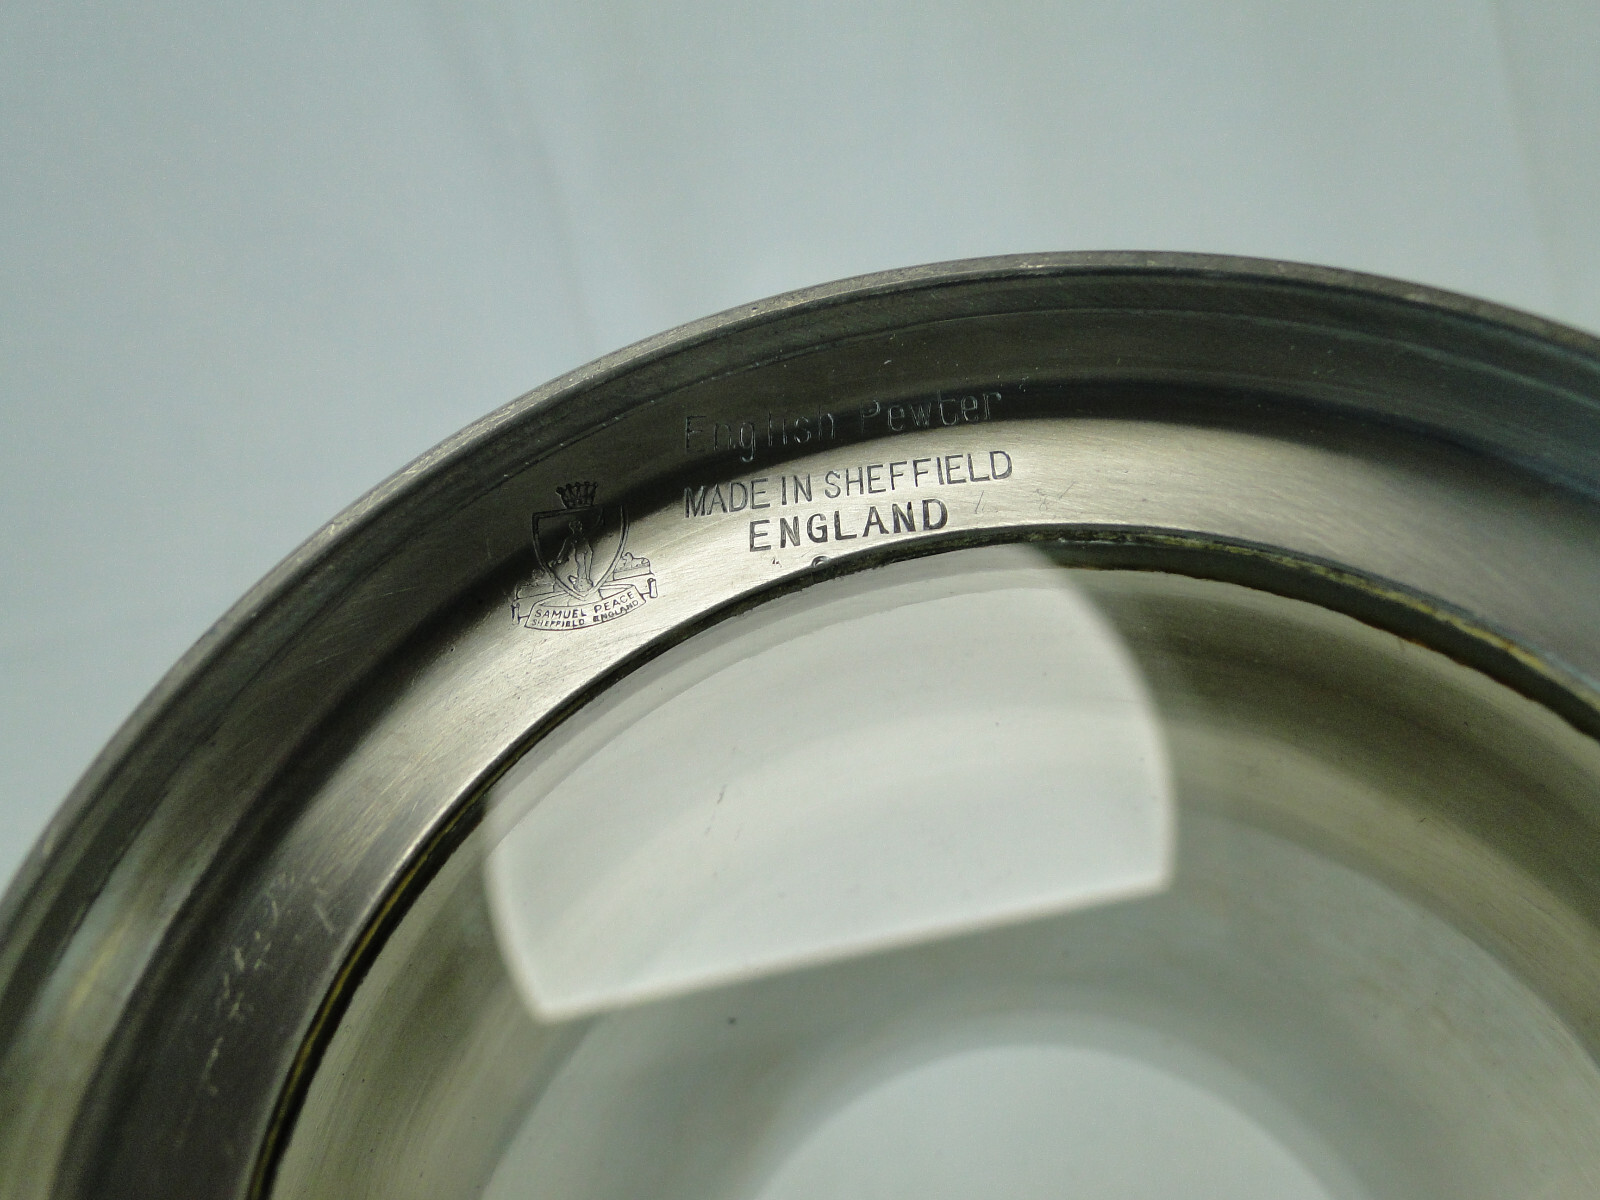 English Pewter
MADE IN SHEFFIELD
ENGLAND
SAMUEL PEACE
SHEFFIELD ENGLAND